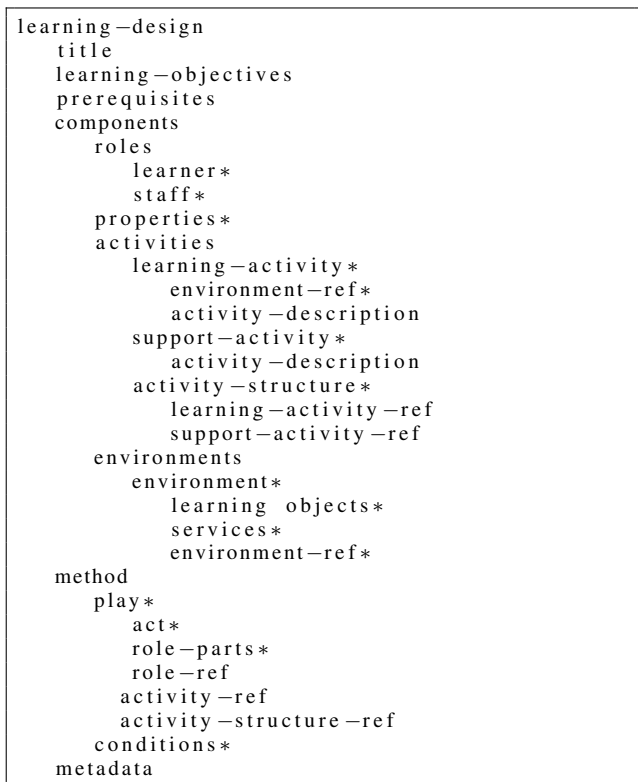 learning−design
title
learning−objectives
prerequisites
components
roles
learner*
staff*
properties*
activities
learning−activity*
environment−ref*
activity−description
support−activity*
activity−description
activity−structure*
learning−activity−ref
support−activity−ref
environments
environment*
learning objects*
services*
environment−ref*
method
play*
act*
role−parts*
role−ref
activity−ref
activity−structure−ref
conditions*
metadata